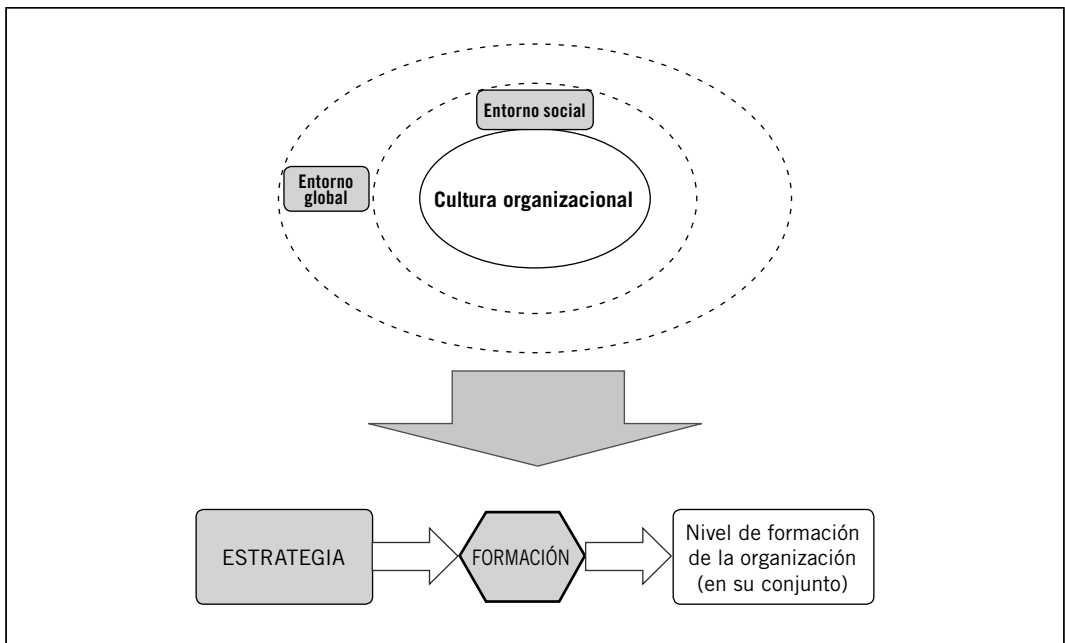 Entorno social
Entorno
global
Cultura organizacional
ESTRATEGIA
FORMACIÓN
Nivel de formación
de la organización
(en su conjunto)